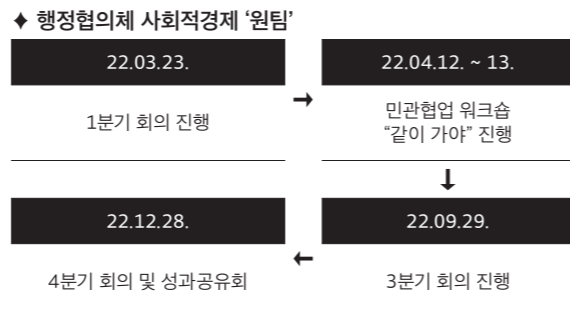 ✦ 행정협의체 사회적경제 ‘원팀’
22.03.23.
1분기 회의 진행
→
22.04.12. ~ 13.
민관협업 워크숍
“같이 가야” 진행
↓
22.09.29.
3분기 회의 진행
←
22.12.28.
4분기 회의 및 성과공유회